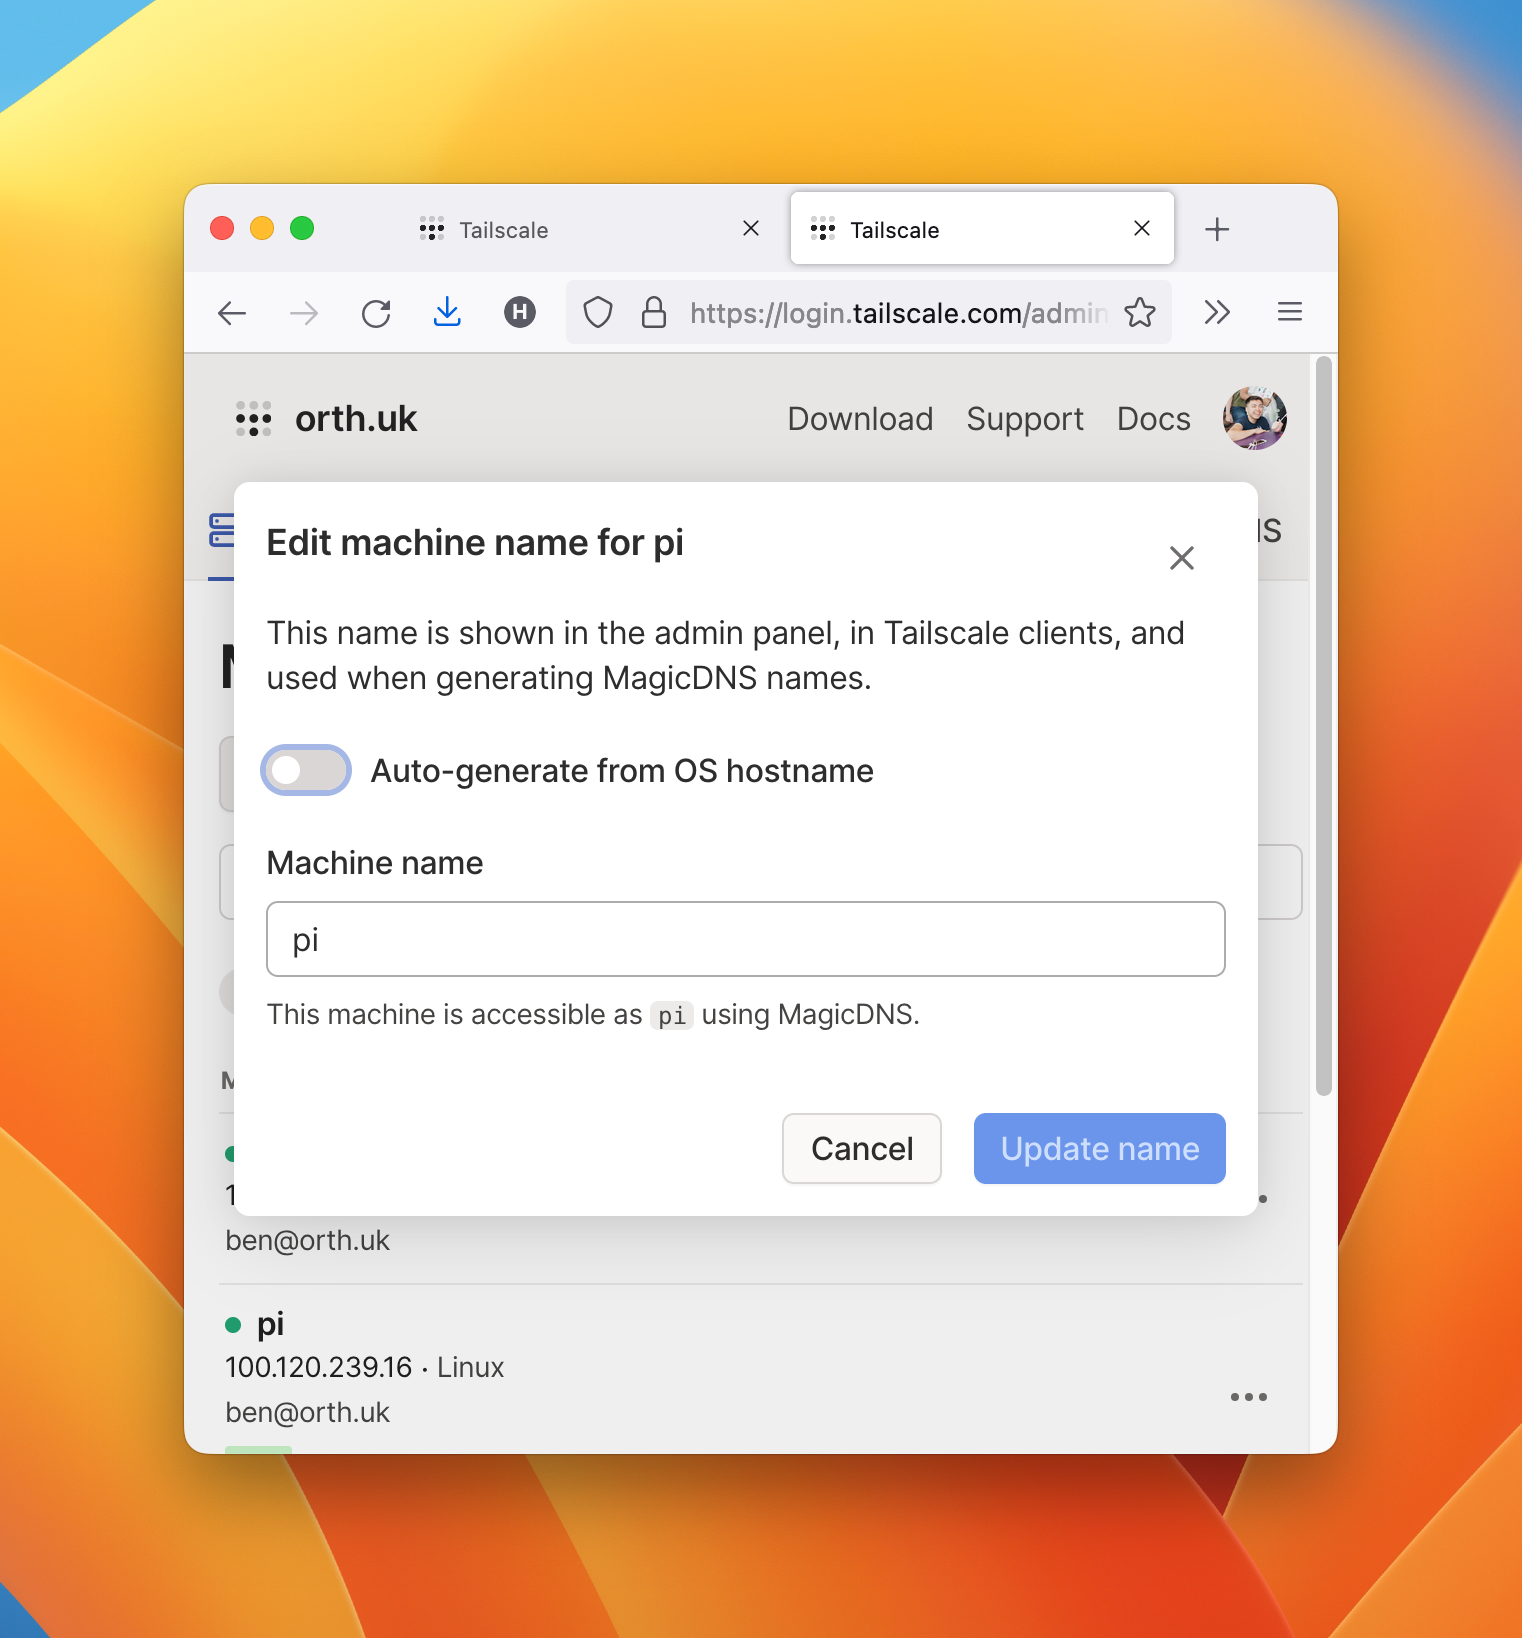 Tailscale
Tailscale
H
https://login.tailscale.com/admin
orth.uk
Download Support Docs
Edit machine name for pi
This name is shown in the admin panel, in Tailscale clients, and
used when generating MagicDNS names.
Auto-generate from OS hostname
Machine name
pi
This machine is accessible as pi using MagicDNS.
Cancel Update name
ben@orth.uk
pi
100.120.239.16 · Linux
ben@orth.uk